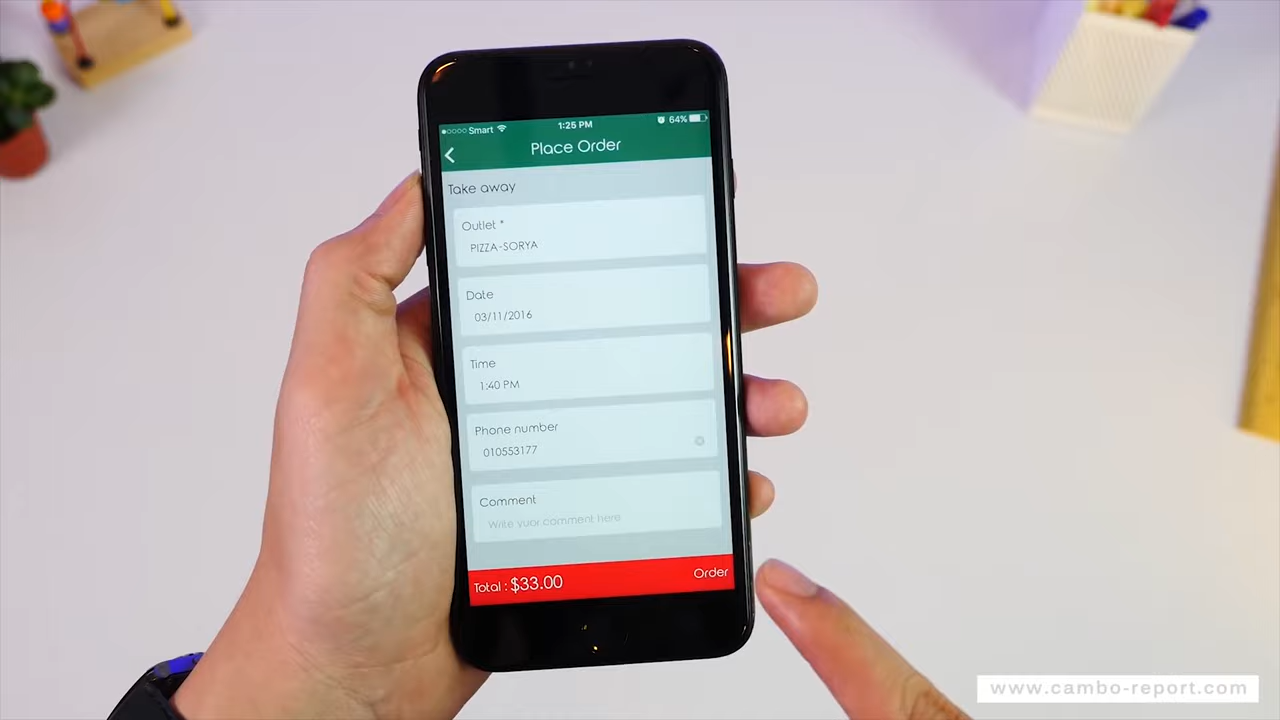 Smart 1:25 PM 64%
Place Order
Take away
Outlet *
PIZZA-SORYA
Date
03/11/2016
Time
1:40 PM
Phone number
010553177
Comment
Write yuor comment here
Total : $33.00 Order
www.cambo-report.com